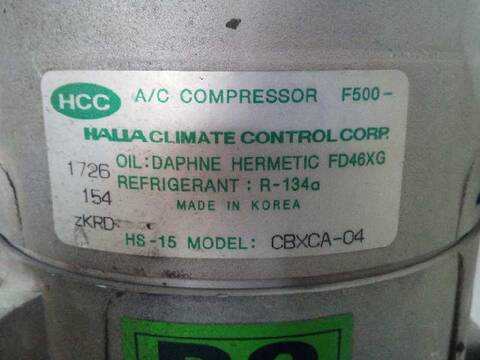 HCC A/C COMPRESSOR F500-
HALLA CLIMATE CONTROL CORP.
1726 OIL: DAPHNE HERMETIC FD46XG
154 REFRIGERANT : R-134a
MADE IN KOREA
zKRD
HS-15 MODEL: CBXCA-04